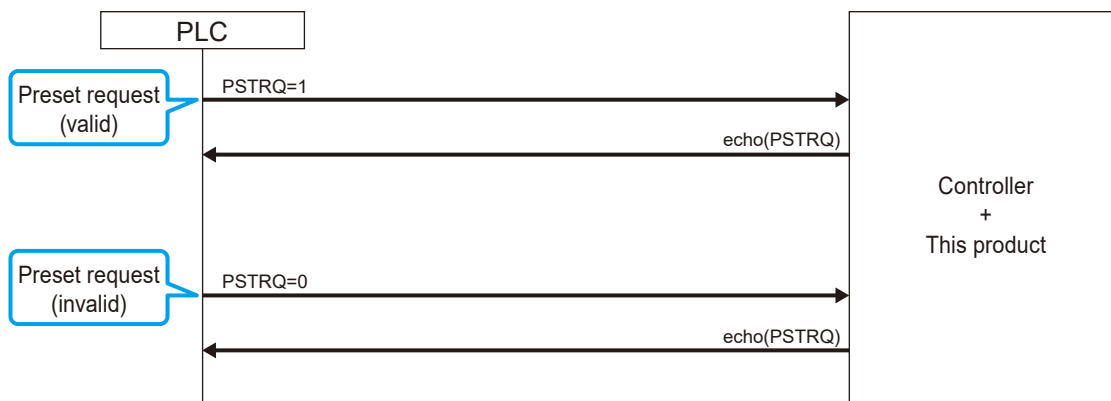 PLC
PSTRQ=1
Preset request
(valid)
echo(PSTRQ)
Controller
+
This product
PSTRQ=0
Preset request
(invalid)
echo(PSTRQ)